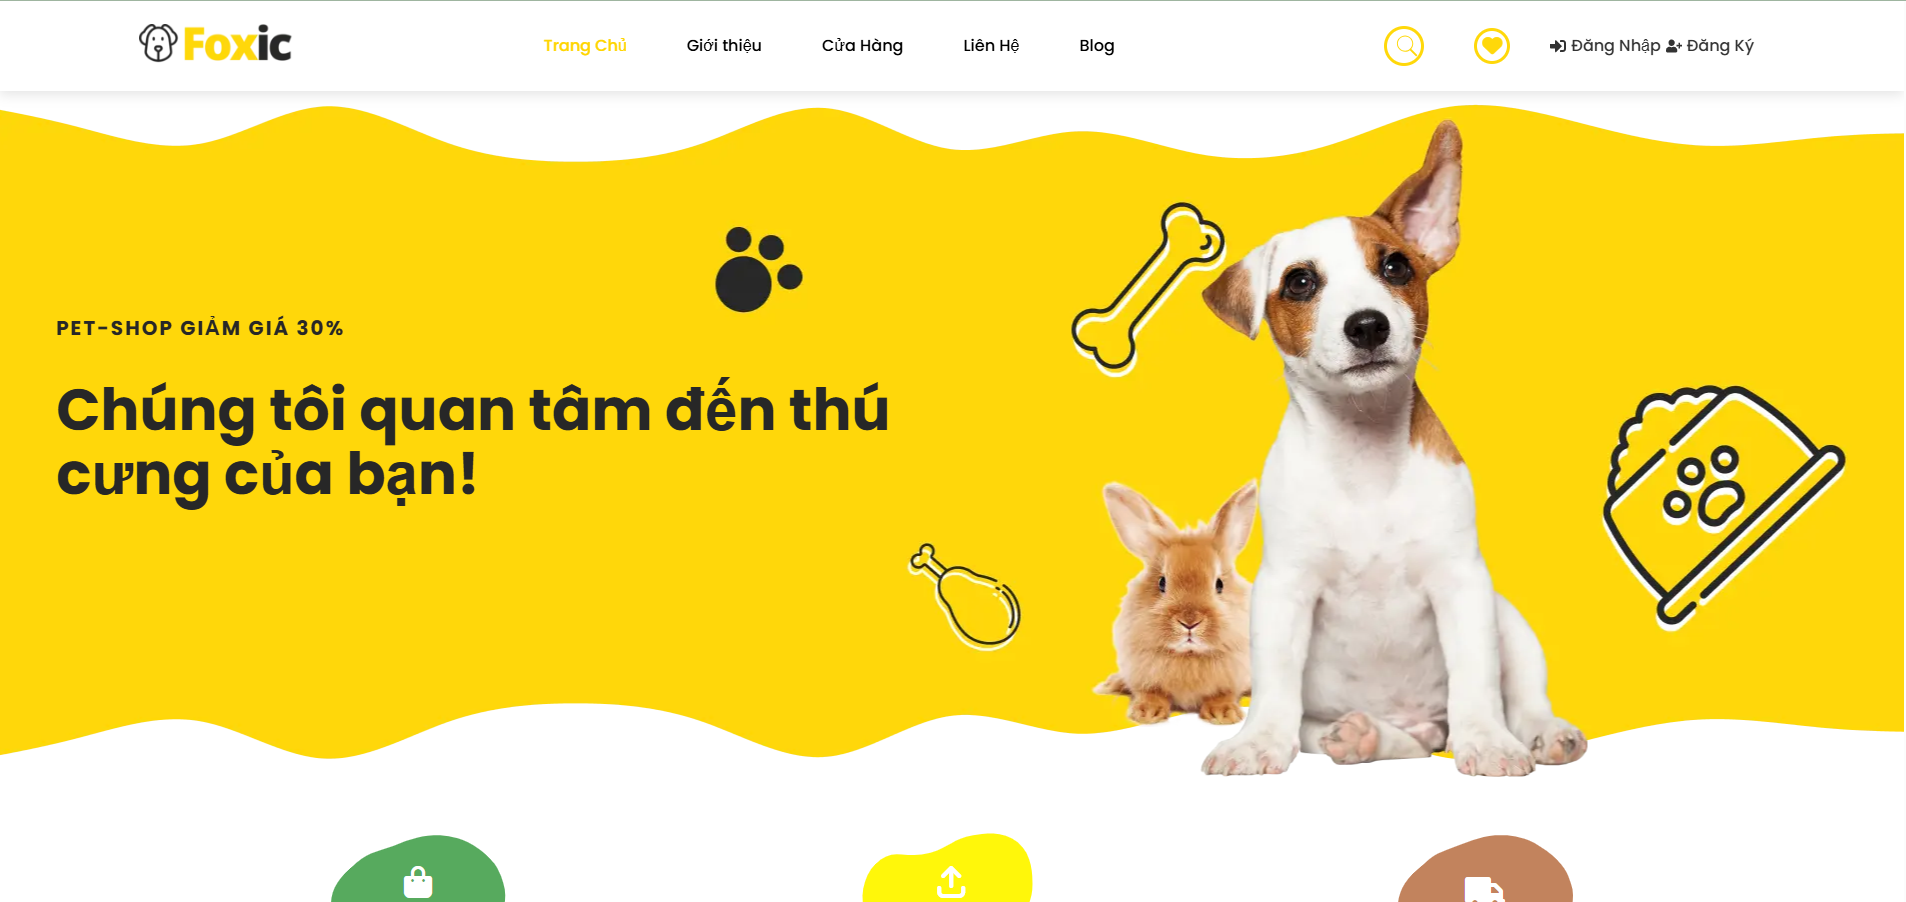 Foxic
Trang Chủ
Giới thiệu
Cửa Hàng
Liên Hệ
Blog
Đăng Nhập Đăng Ký
PET-SHOP GIẢM GIÁ 30%
Chúng tôi quan tâm đến thú
cưng của bạn!